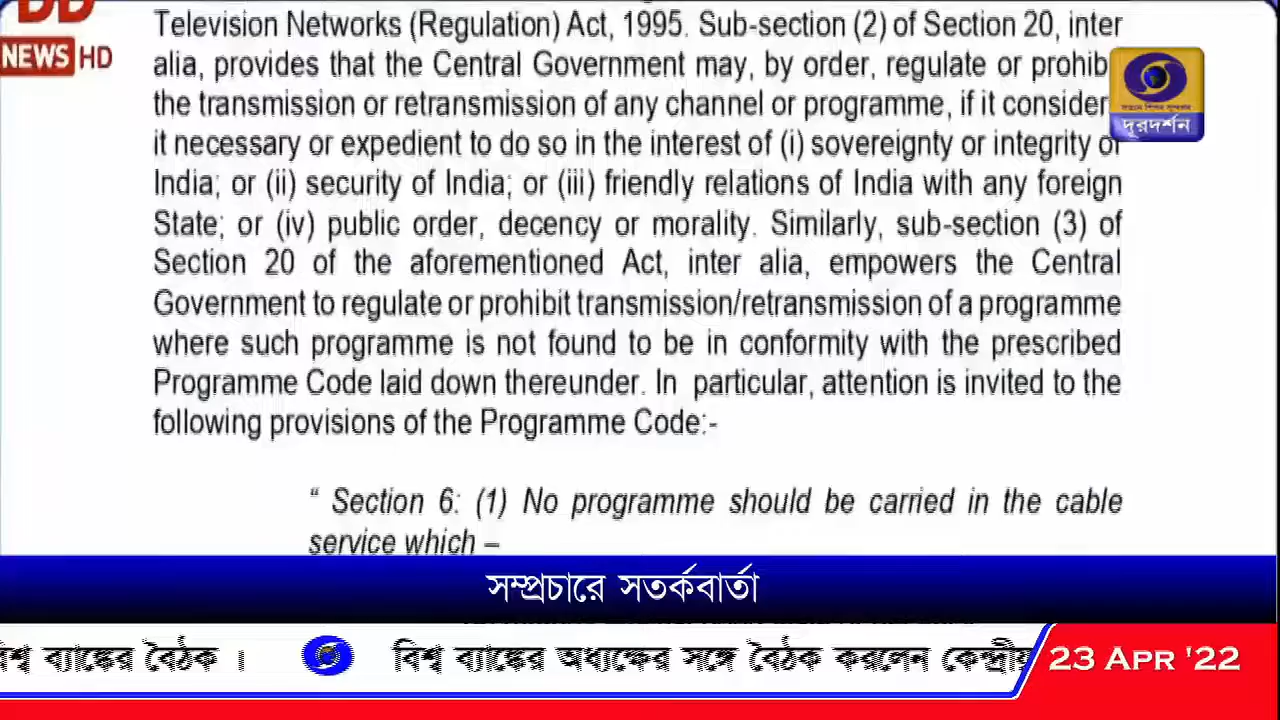 DD
NEWS HD
Television Networks (Regulation) Act, 1995. Sub-section (2) of Section 20, inter
alia, provides that the Central Government may, by order, regulate or prohib
the transmission or retransmission of any channel or programme, if it consider
it necessary or expedient to do so in the interest of (i) sovereignty or integrity of
India; or (ii) security of India; or (iii) friendly relations of India with any foreign
State; or (iv) public order, decency or morality. Similarly, sub-section (3) of
Section 20 of the aforementioned Act, inter alia, empowers the Central
Government to regulate or prohibit transmission/retransmission of a programme
where such programme is not found to be in conformity with the prescribed
Programme Code laid down thereunder. In particular, attention is invited to the
following provisions of the Programme Code:-
“ Section 6: (1) No programme should be carried in the cable
service which –
দূরদর্শন
সম্প্রচারে সতর্কবার্তা
বিশ্ব ব্যাঙ্কের বৈঠক । বিশ্ব ব্যাঙ্কের অধ্যক্ষের সঙ্গে বৈঠক করলেন কেন্দ্রীয়
23 APR '22